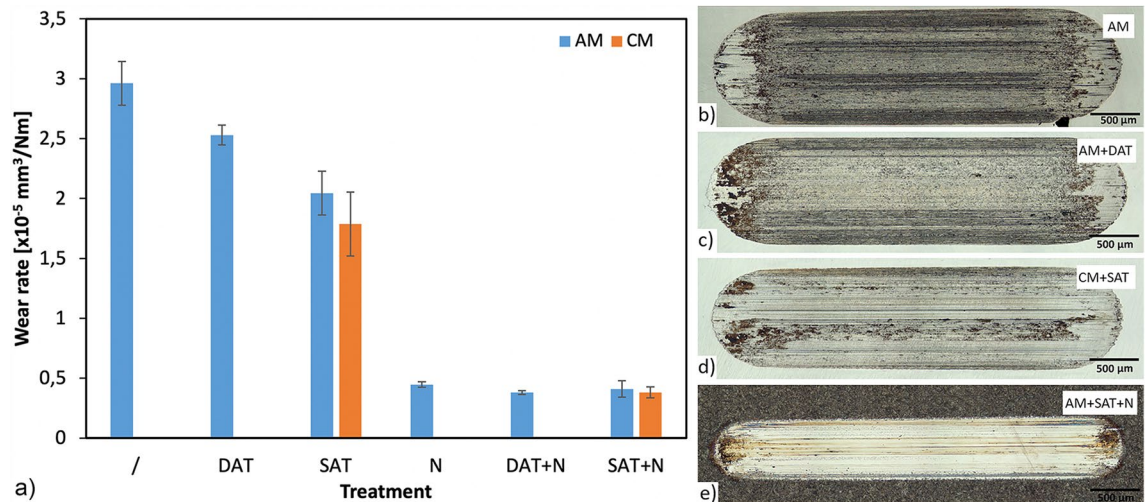 3,5
3
2,5
2
1,5
1
0,5
0
Wear rate [x10⁻⁵ mm³/Nm]
AM CM
/ DAT SAT N DAT+N SAT+N
Treatment
a)
AM
500 µm
b)
AM+DAT
500 µm
c)
CM+SAT
500 µm
d)
AM+SAT+N
500 µm
e)